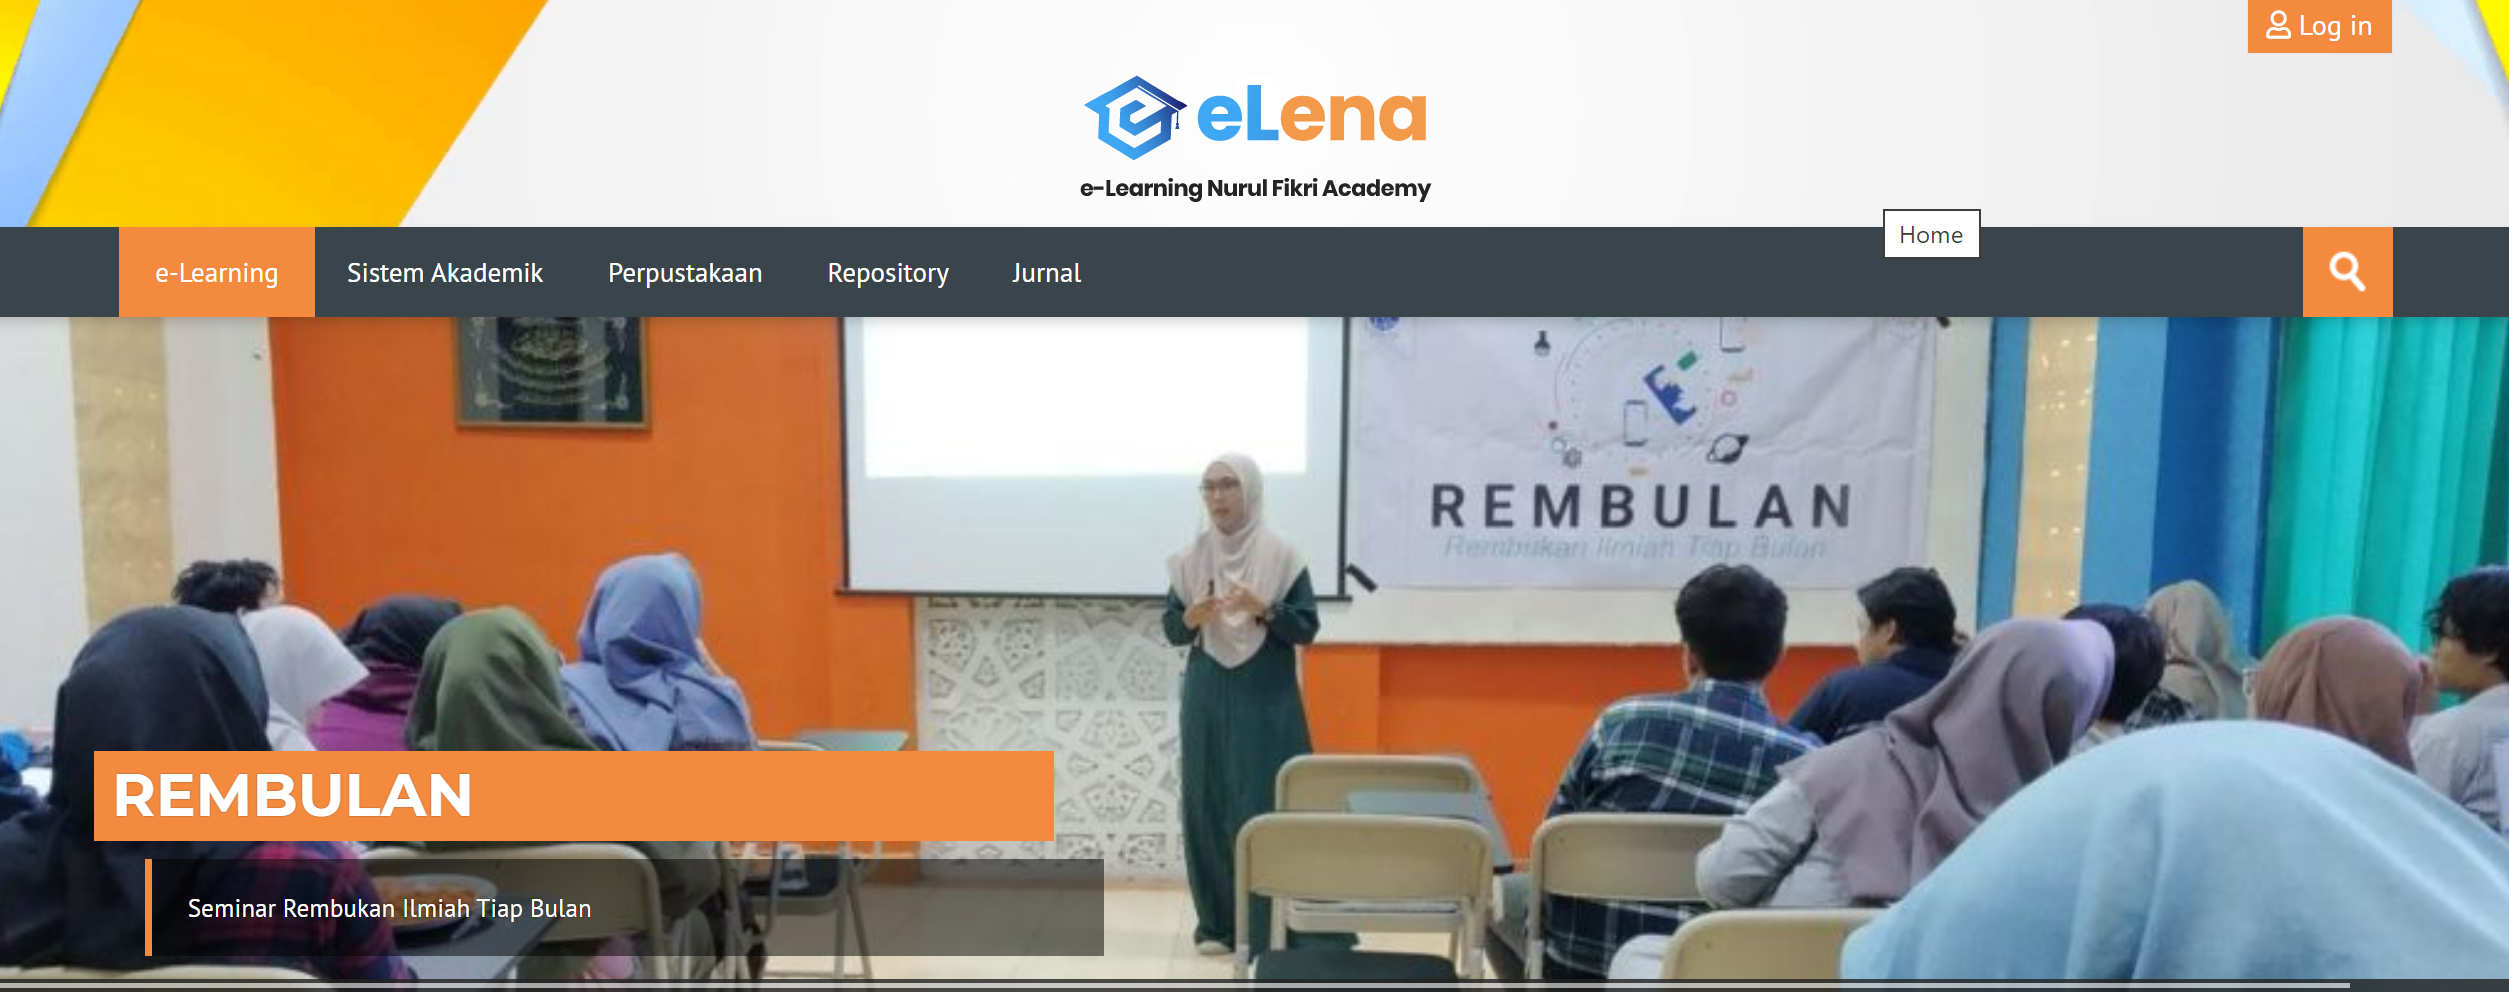 Log in
eLena
e-Learning Nurul Fikri Academy
Home
e-Learning
Sistem Akademik
Perpustakaan
Repository
Jurnal
REMBULAN
Rembukan Ilmiah Tiap Bulan
REMBULAN
Seminar Rembukan Ilmiah Tiap Bulan